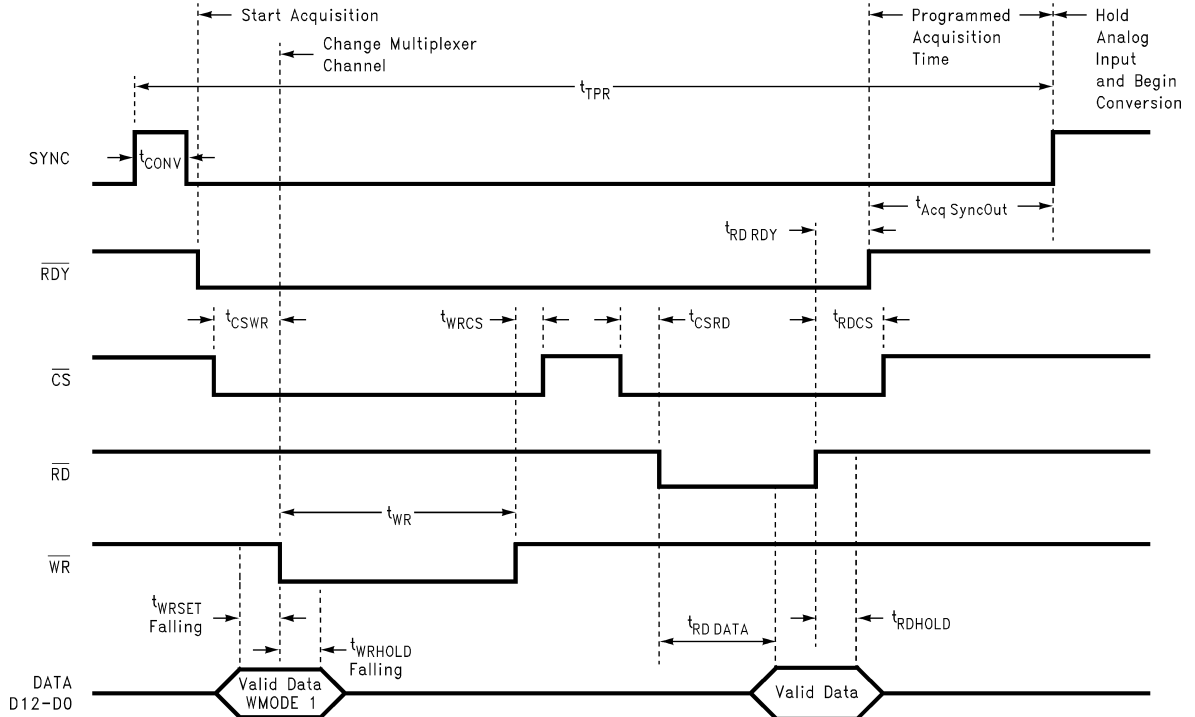 Start Acquisition
Change Multiplexer
Channel
Programmed
Acquisition
Time
Hold
Analog
Input
and Begin
Conversion
tTPR
SYNC
tCONV
tAcq SyncOut
tRD RDY
RDY
tCSWR
tWRCS
tCSRD
tRDCS
CS
RD
tWR
WR
tWRSET
Falling
tWRHOLD
Falling
tRD DATA
tRDHOLD
DATA
D12-D0
Valid Data
WMODE 1
Valid Data